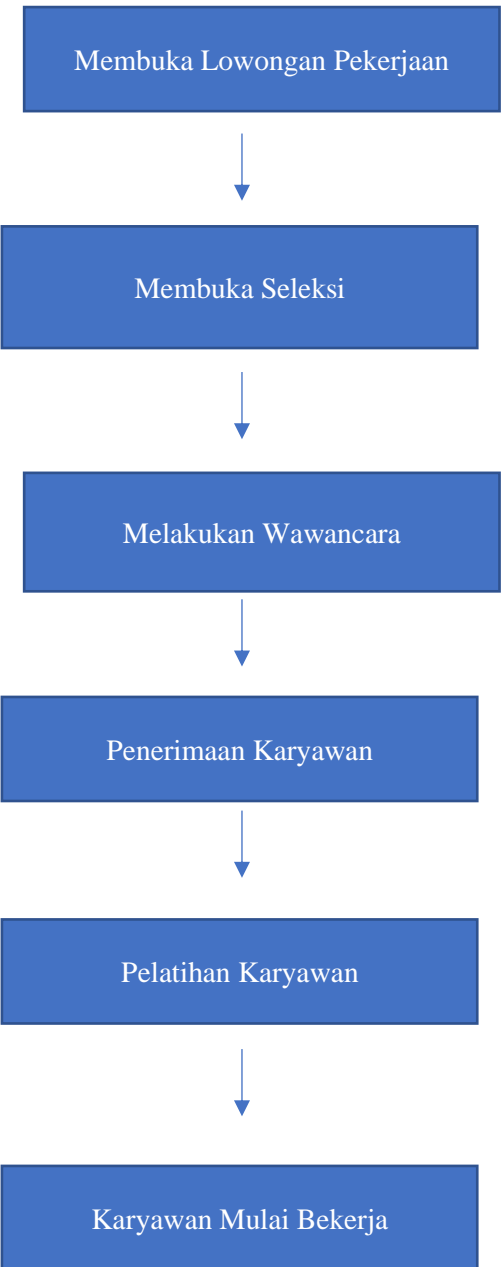 Membuka Lowongan Pekerjaan
Membuka Seleksi
Melakukan Wawancara
Penerimaan Karyawan
Pelatihan Karyawan
Karyawan Mulai Bekerja